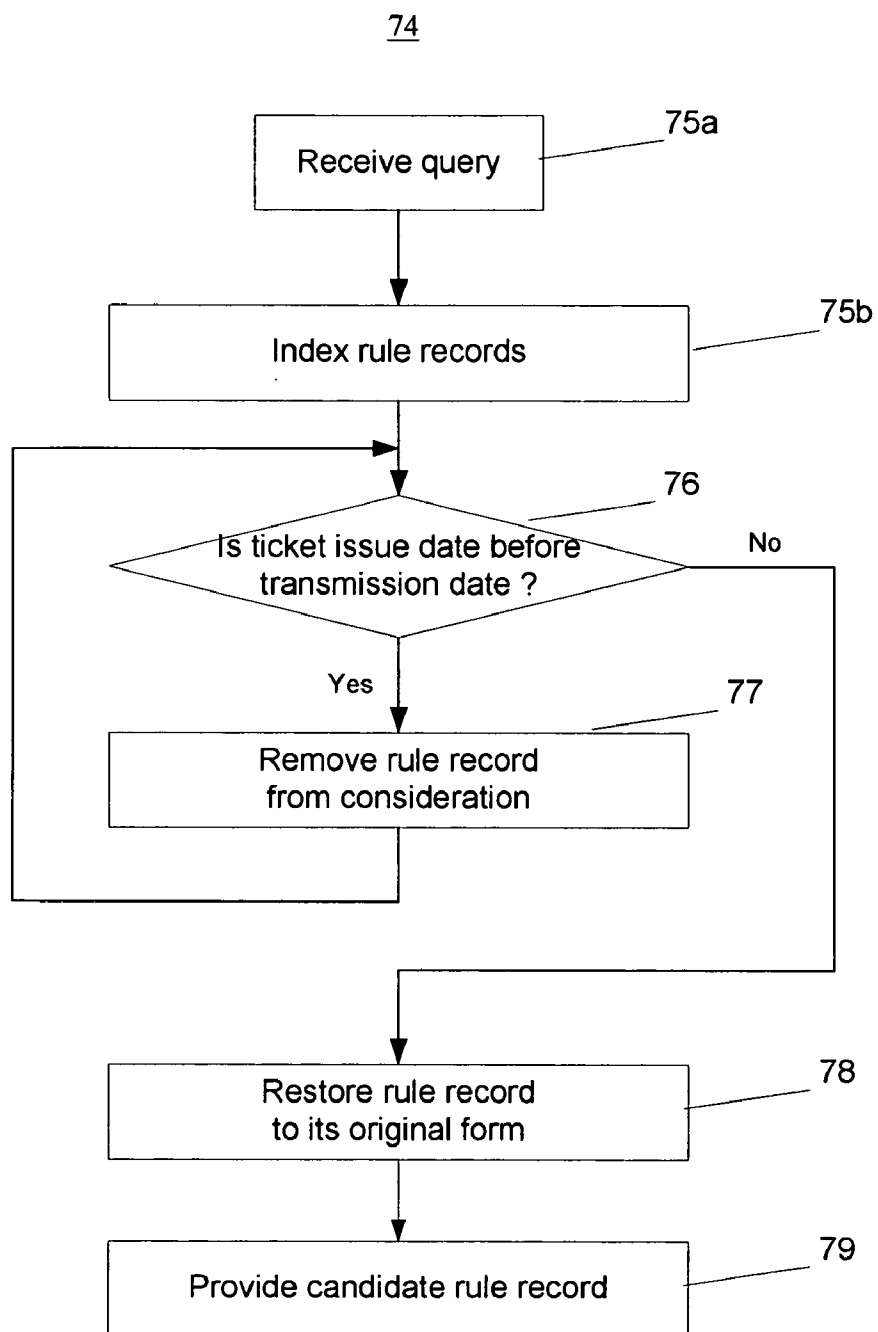 74
75a
Receive query
75b
Index rule records
76
Is ticket issue date before
transmission date ?
No
Yes
77
Remove rule record
from consideration
78
Restore rule record
to its original form
79
Provide candidate rule record